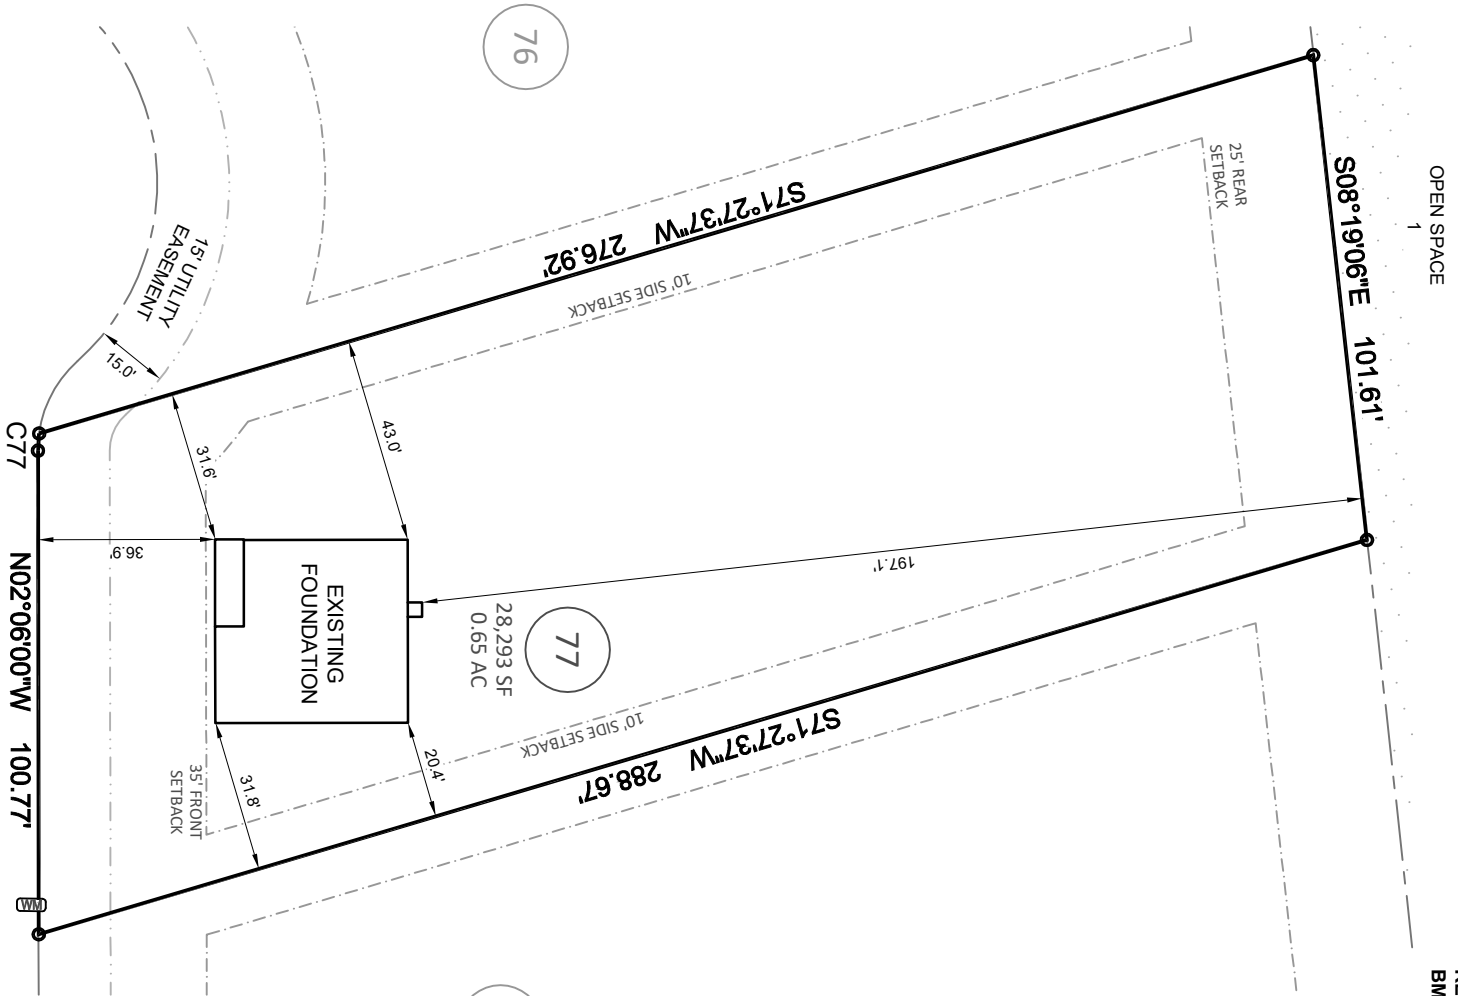 76
OPEN SPACE
1
25' REAR
SETBACK
S08°19'06"E 101.61'
S71°27'37"W 276.92'
10' SIDE SETBACK
15' UTILITY
EASEMENT
15.0'
43.0'
31.6'
C77
36.9'
197.1'
EXISTING
FOUNDATION
77
28,293 SF
0.65 AC
N02°06'00"W 100.77'
10' SIDE SETBACK
S71°27'37"W 288.67'
20.4'
31.8'
35' FRONT
SETBACK
WM
BM